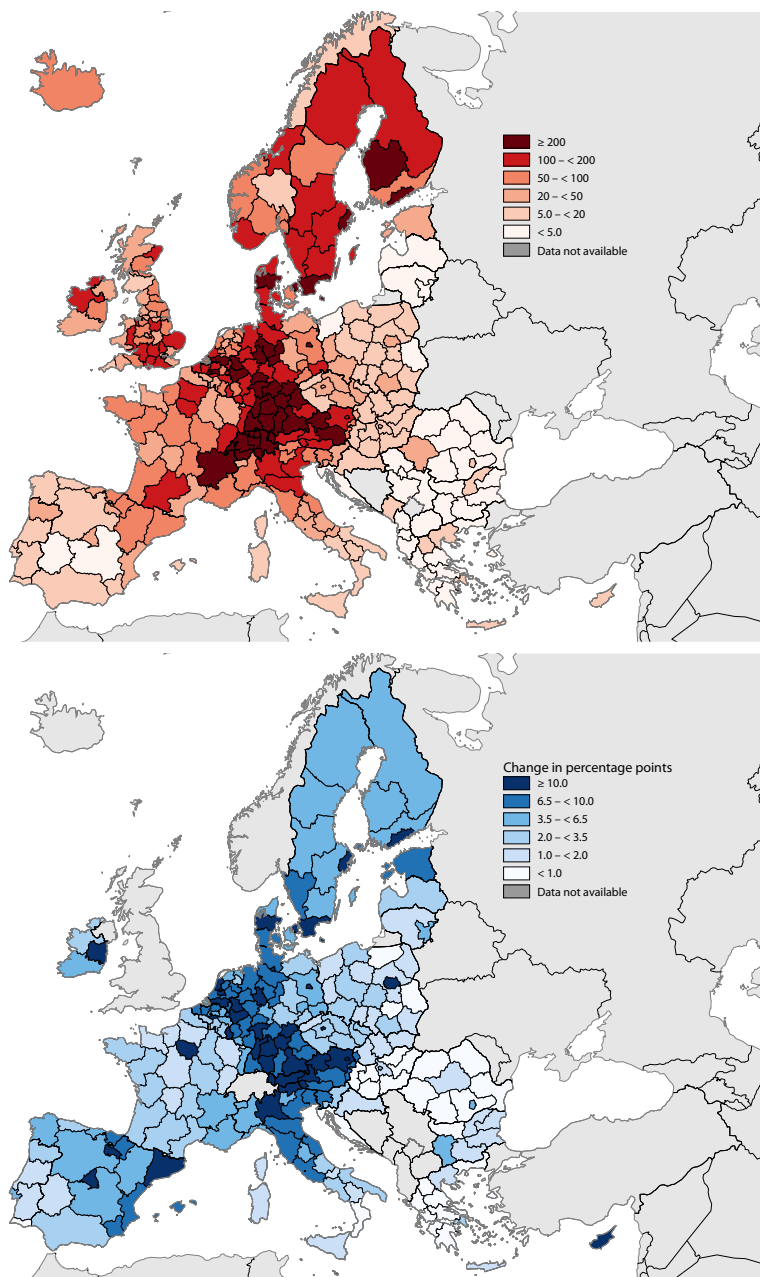 ≥ 200
100 – < 200
50 – < 100
20 – < 50
5.0 – < 20
< 5.0
Data not available
Change in percentage points
≥ 10.0
6.5 – < 10.0
3.5 – < 6.5
2.0 – < 3.5
1.0 – < 2.0
< 1.0
Data not available